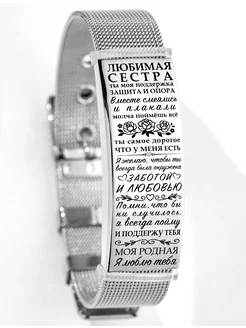 ЛЮБИМАЯ
СЕСТРА
ты моя поддержка
ЗАЩИТА И ОПОРА
Вместе смеялись
и плакали
молча поймёшь всё
ты самое дорогое
ЧТО У МЕНЯ ЕСТЬ
Я желаю, чтобы ты
всегда была окружена
ЗАБОТОЙ
И ЛЮБОВЬЮ
Помни, что бы
ни случилось,
я всегда пойму
И ПОДДЕРЖУ ТЕБЯ
МОЯ РОДНАЯ
Я люблю тебя